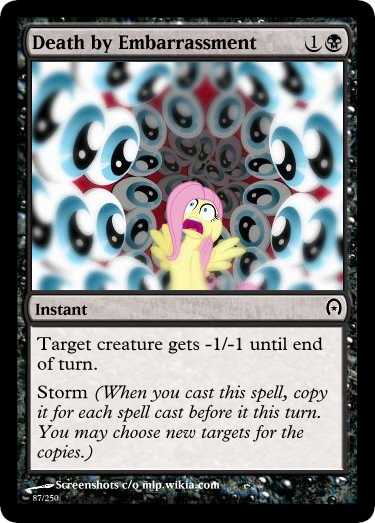 Death by Embarrassment 1
Instant
Target creature gets -1/-1 until end
of turn.
Storm (When you cast this spell, copy
it for each spell cast before it this turn.
You may choose new targets for the
copies.)
Screenshots c/o mlp.wikia.com
87/250